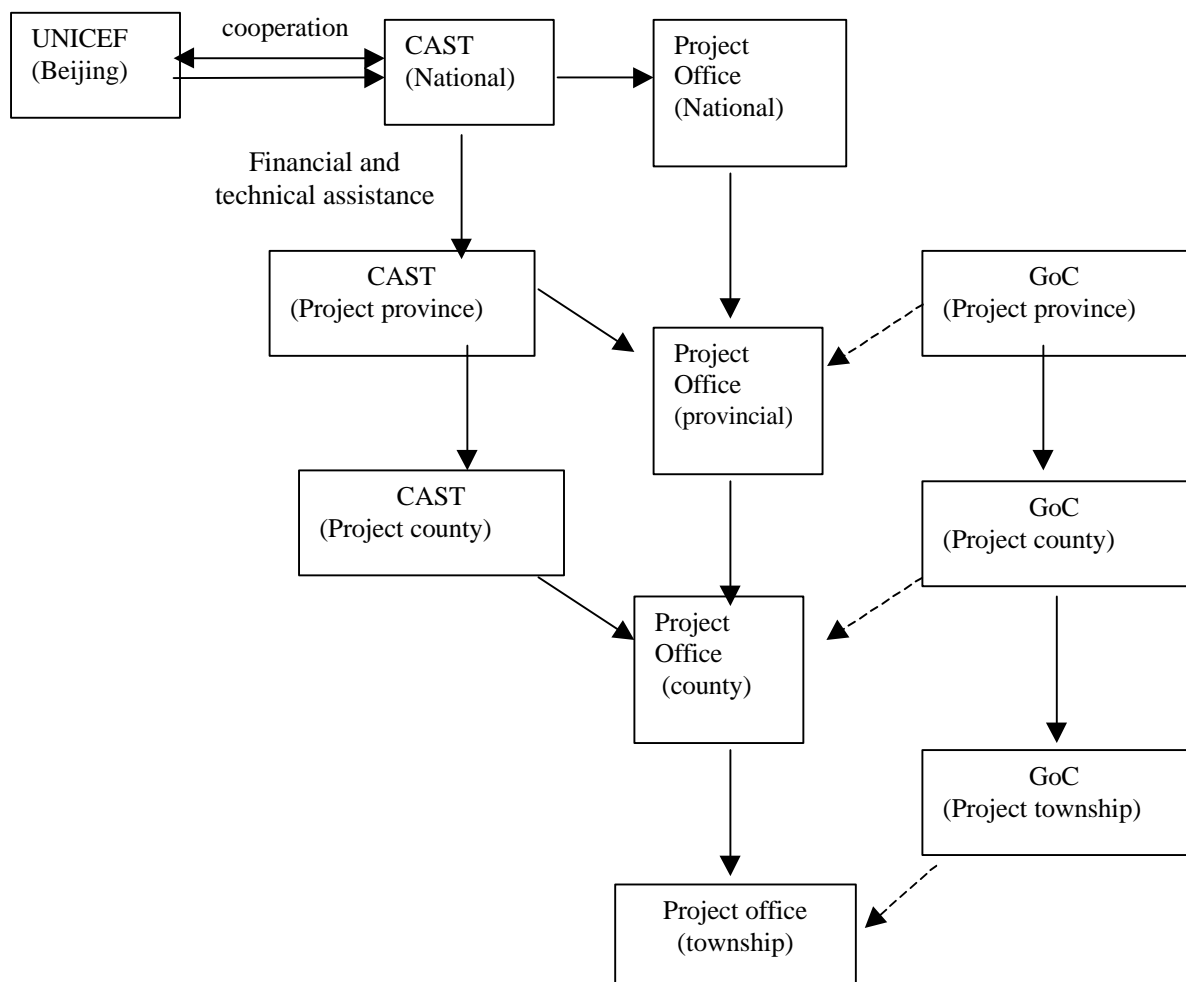 UNICEF
(Beijing)
cooperation
CAST
(National)
Project
Office
(National)
Financial and
technical assistance
CAST
(Project province)
Project
Office
(provincial)
GoC
(Project province)
CAST
(Project county)
GoC
(Project county)
Project
Office
(county)
GoC
(Project township)
Project office
(township)